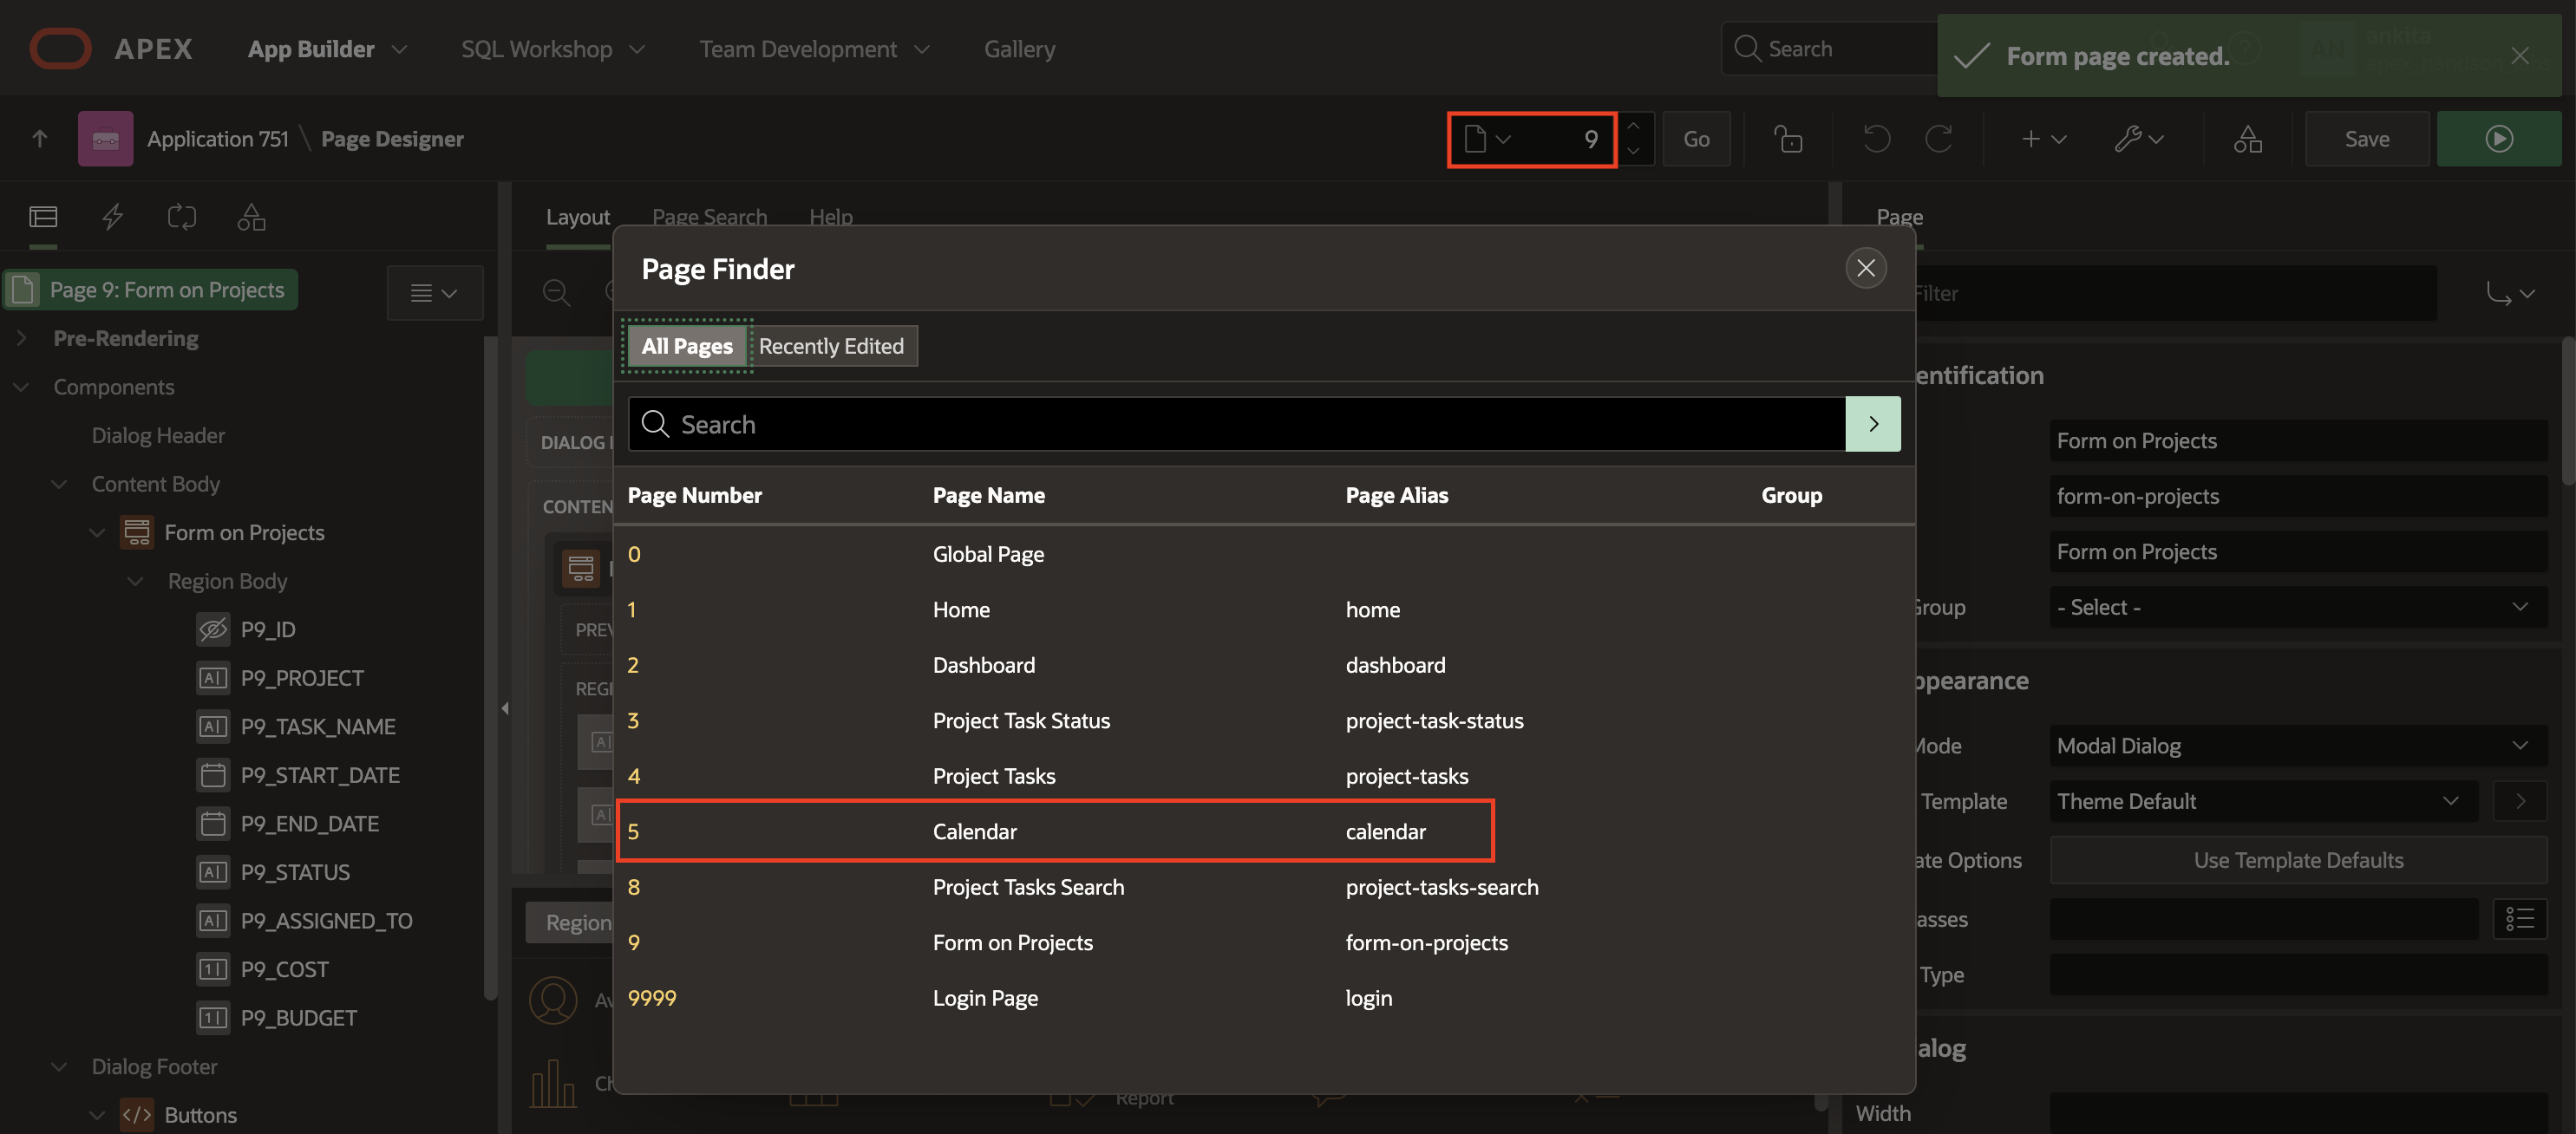 APEX App Builder SQL Workshop Team Development Gallery Search
Form page created.
Application 751 \ Page Designer 9 Go Save
Layout Page Search Help
Page
Page 9: Form on Projects
Pre-Rendering
Components
Dialog Header
Content Body
Form on Projects
Region Body
P9_ID
P9_PROJECT
P9_TASK_NAME
P9_START_DATE
P9_END_DATE
P9_STATUS
P9_ASSIGNED_TO
P9_COST
P9_BUDGET
Dialog Footer
Buttons
DIALOG
CONTEN
PREV
REGI
Region
Report
Page Finder
All Pages Recently Edited
Search
Page Number Page Name Page Alias Group
0 Global Page
1 Home home
2 Dashboard dashboard
3 Project Task Status project-task-status
4 Project Tasks project-tasks
5 Calendar calendar
8 Project Tasks Search project-tasks-search
9 Form on Projects form-on-projects
9999 Login Page login
Filter
entification
Form on Projects
form-on-projects
Form on Projects
Group - Select -
ppearance
Mode Modal Dialog
Template Theme Default
ate Options Use Template Defaults
asses
Type
alog
Width